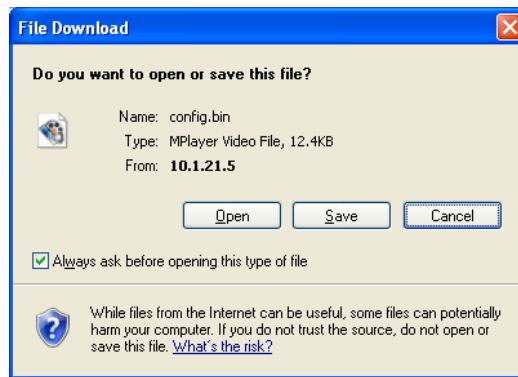 File Download
Do you want to open or save this file?
Name: config.bin
Type: MPlayer Video File, 12.4KB
From: 10.1.21.5
Open Save Cancel
Always ask before opening this type of file
While files from the Internet can be useful, some files can potentially
harm your computer. If you do not trust the source, do not open or
save this file. What's the risk?